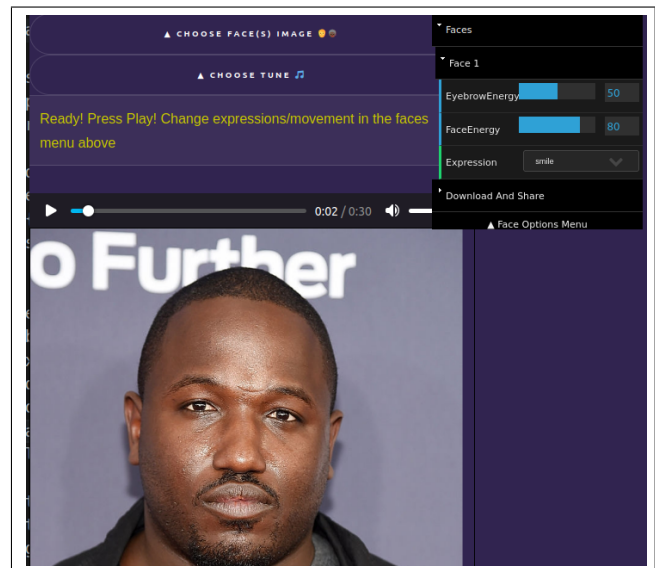 ▲ CHOOSE FACE(S) IMAGE
▲ CHOOSE TUNE 🎵
Ready! Press Play! Change expressions/movement in the faces
menu above
0:02 / 0:30
Faces
Face 1
EyebrowEnergy 50
FaceEnergy 80
Expression smile
Download And Share
▲ Face Options Menu
o Further